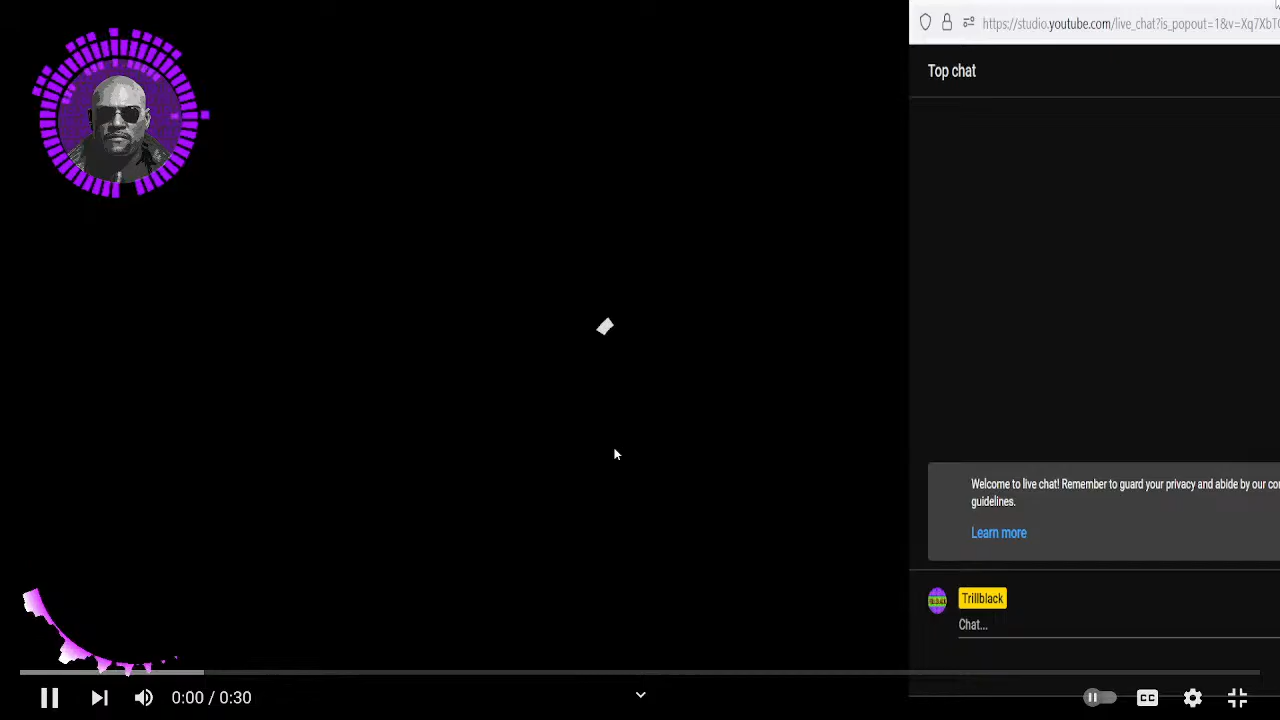 https://studio.youtube.com/live_chat?is_popout=1&v=Xq7XbT
Top chat
Welcome to live chat! Remember to guard your privacy and abide by our co
guidelines.
Learn more
Trillblack
Chat...
0:00 / 0:30
CC